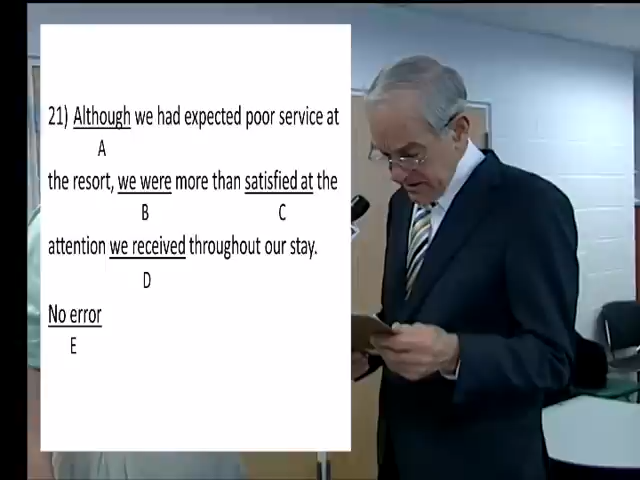 21) Although we had expected poor service at
A
the resort, we were more than satisfied at the
B C
attention we received throughout our stay.
D
No error
E